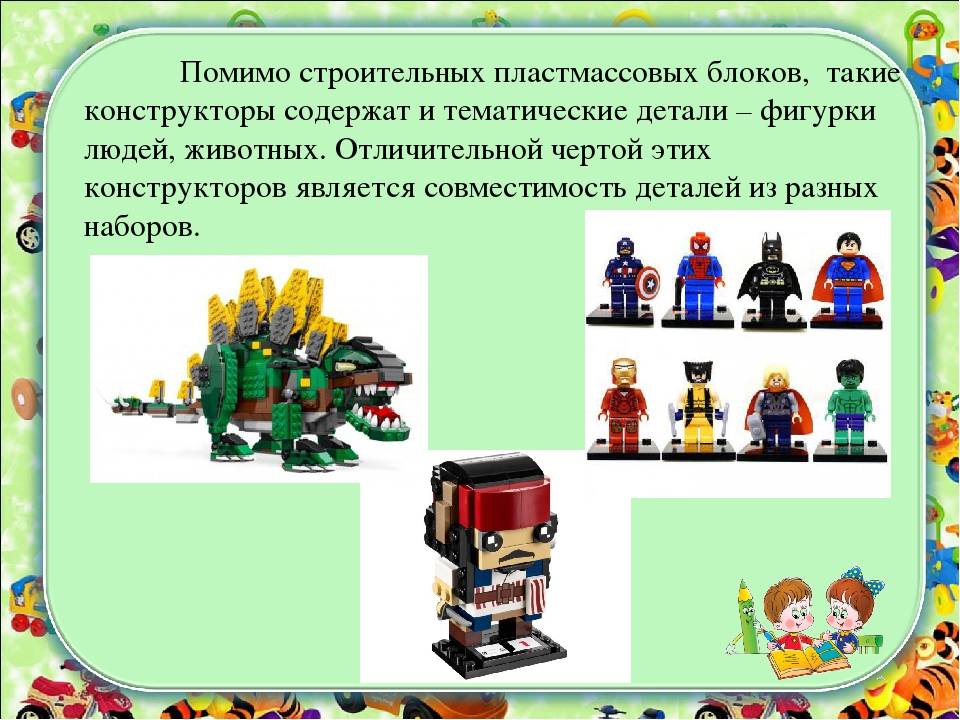 Помимо строительных пластмассовых блоков, такие
конструкторы содержат и тематические детали – фигурки
людей, животных. Отличительной чертой этих
конструкторов является совместимость деталей из разных
наборов.